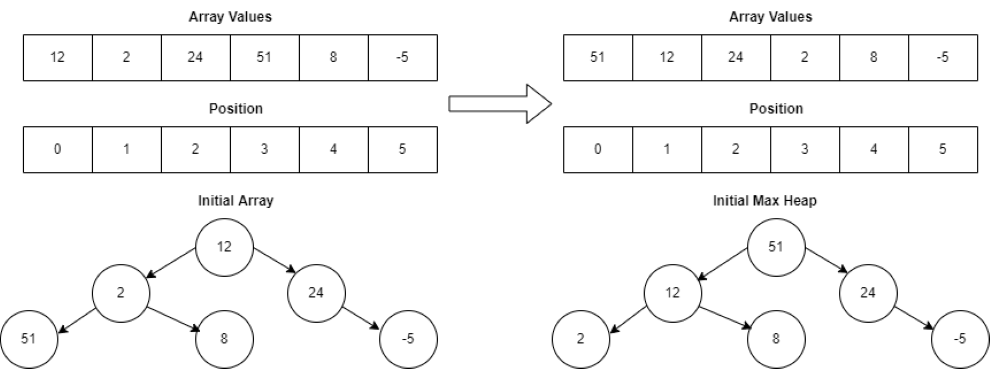 Array Values
12 2 24 51 8 -5
Position
0 1 2 3 4 5
Initial Array
12
2 24
51 8 -5
Array Values
51 12 24 2 8 -5
Position
0 1 2 3 4 5
Initial Max Heap
51
12 24
2 8 -5